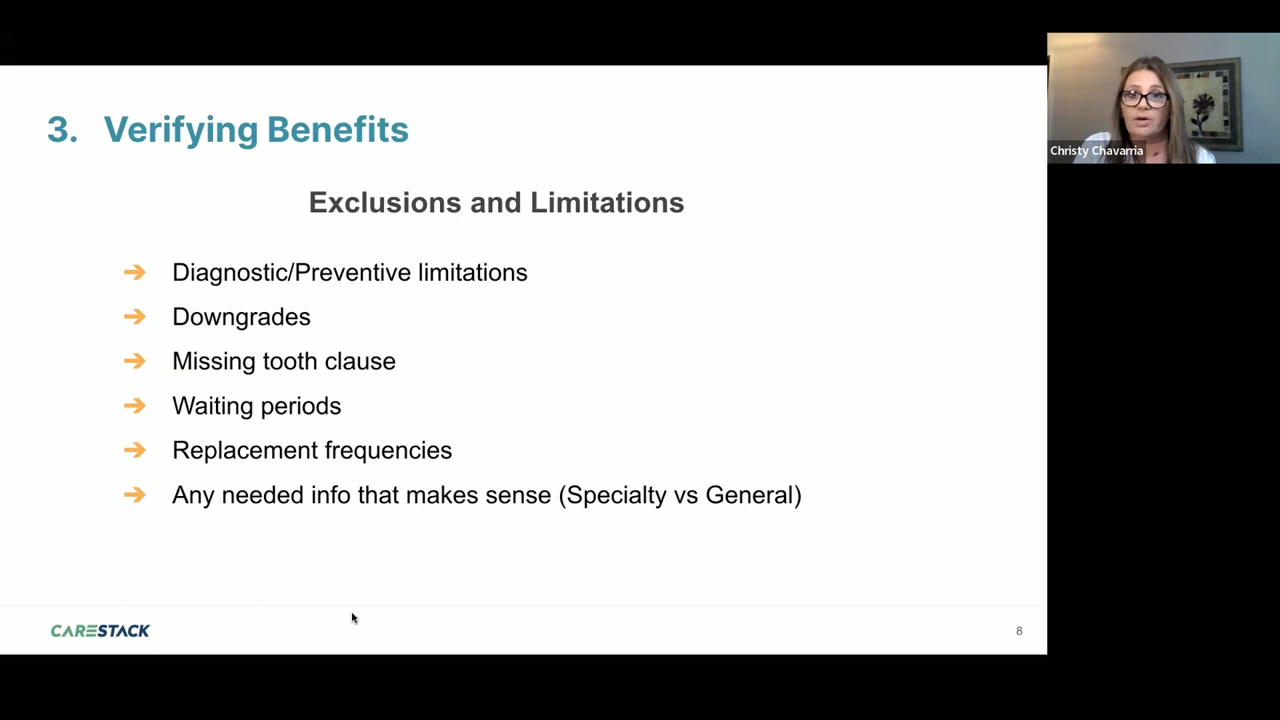 3. Verifying Benefits
Exclusions and Limitations
➔ Diagnostic/Preventive limitations
➔ Downgrades
➔ Missing tooth clause
➔ Waiting periods
➔ Replacement frequencies
➔ Any needed info that makes sense (Specialty vs General)
CARESTACK
8
Christy Chavarria